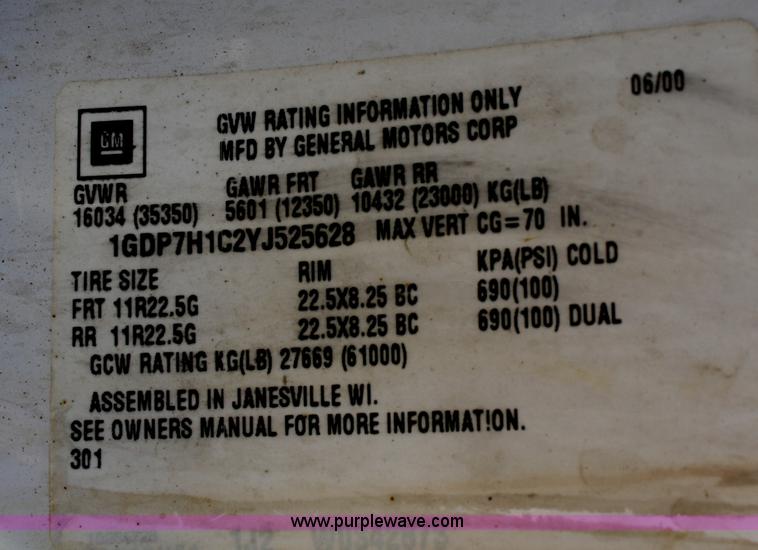 06/00
GM
GVW RATING INFORMATION ONLY
MFD BY GENERAL MOTORS CORP
GVWR GAWR FRT GAWR RR
16034 (35350) 5601 (12350) 10432 (23000) KG(LB)
1GDP7H1C2YJ525628 MAX VERT CG=70 IN.
TIRE SIZE RIM KPA(PSI) COLD
FRT 11R22.5G 22.5X8.25 BC 690(100)
RR 11R22.5G 22.5X8.25 BC 690(100) DUAL
GCW RATING KG(LB) 27669 (61000)
ASSEMBLED IN JANESVILLE WI.
SEE OWNERS MANUAL FOR MORE INFORMATION.
301
www.purplewave.com